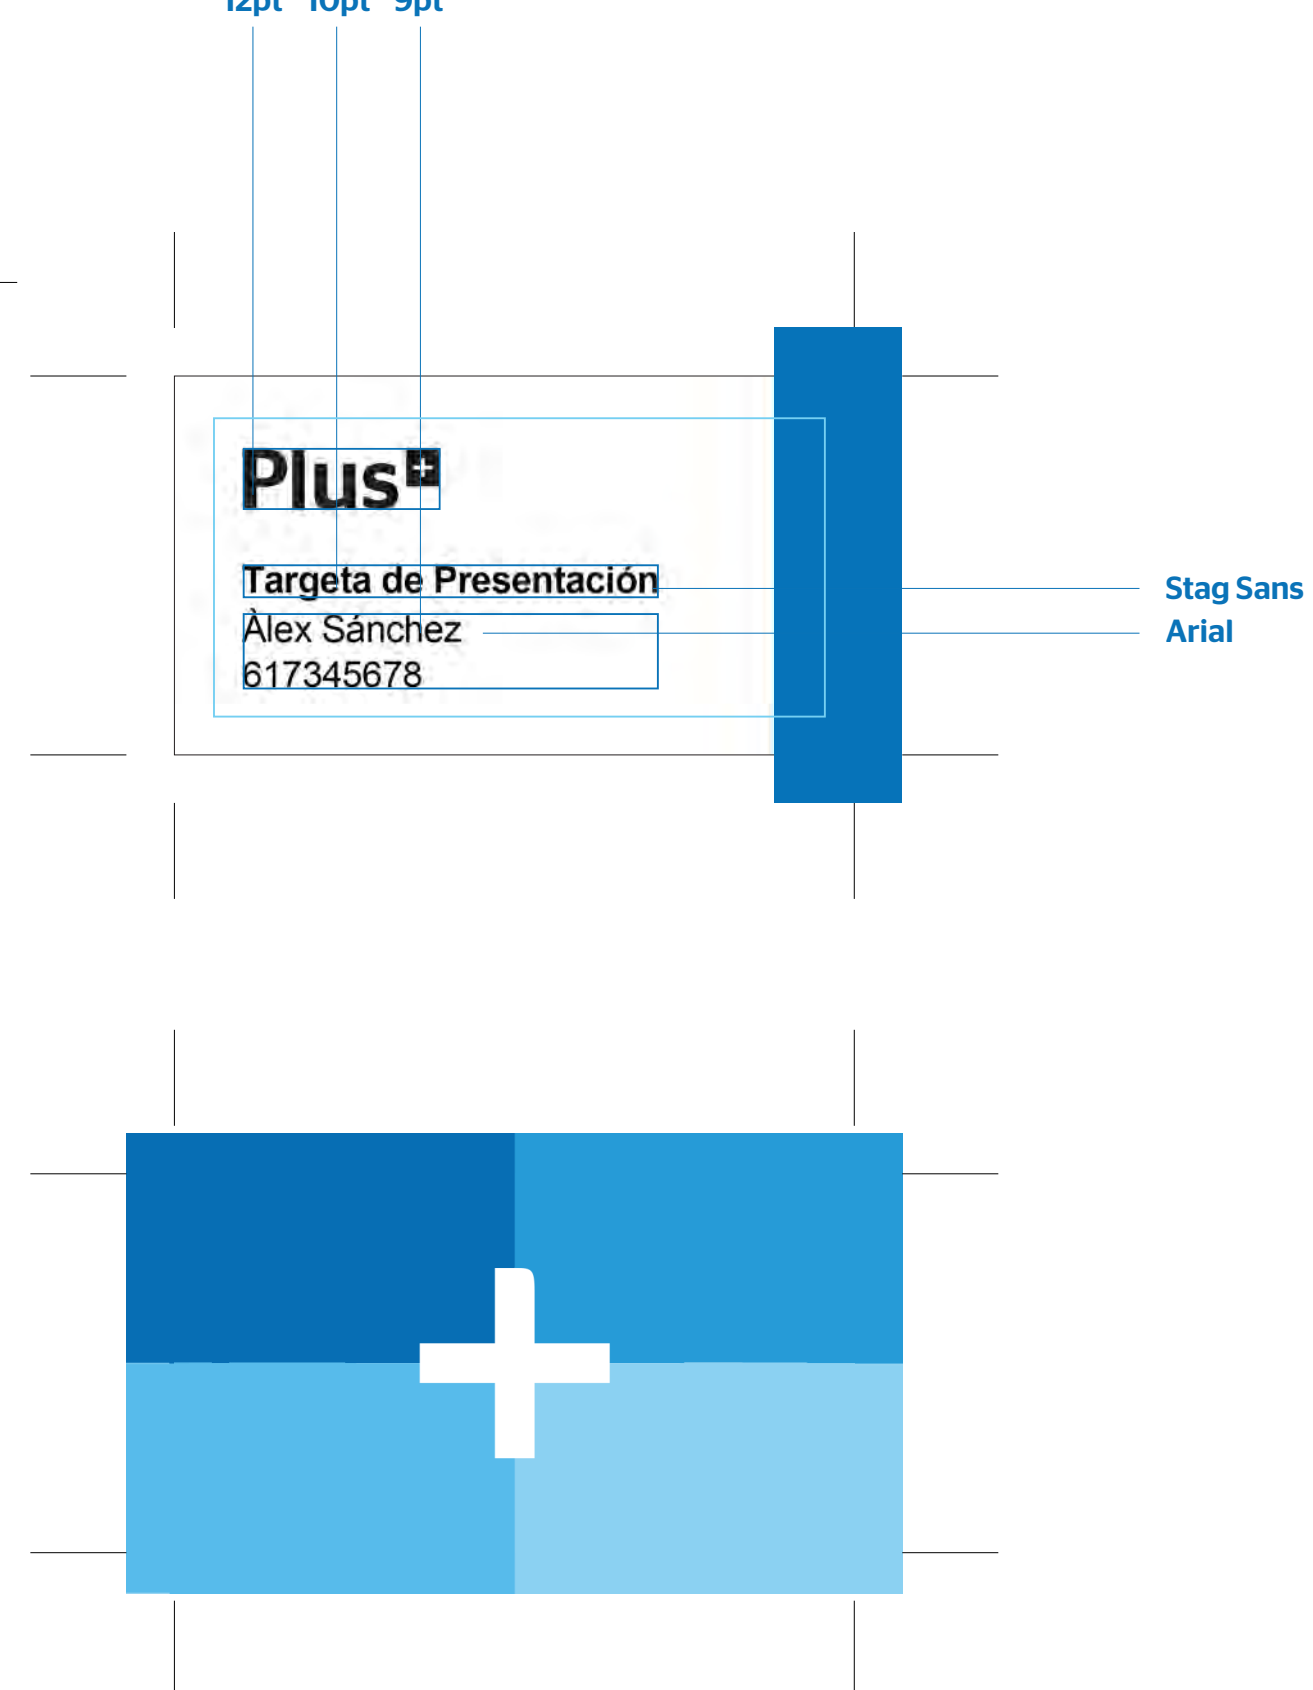 12pt 10pt 9pt
Plus+
Targeta de Presentación
Stag Sans
Àlex Sánchez
Arial
617345678